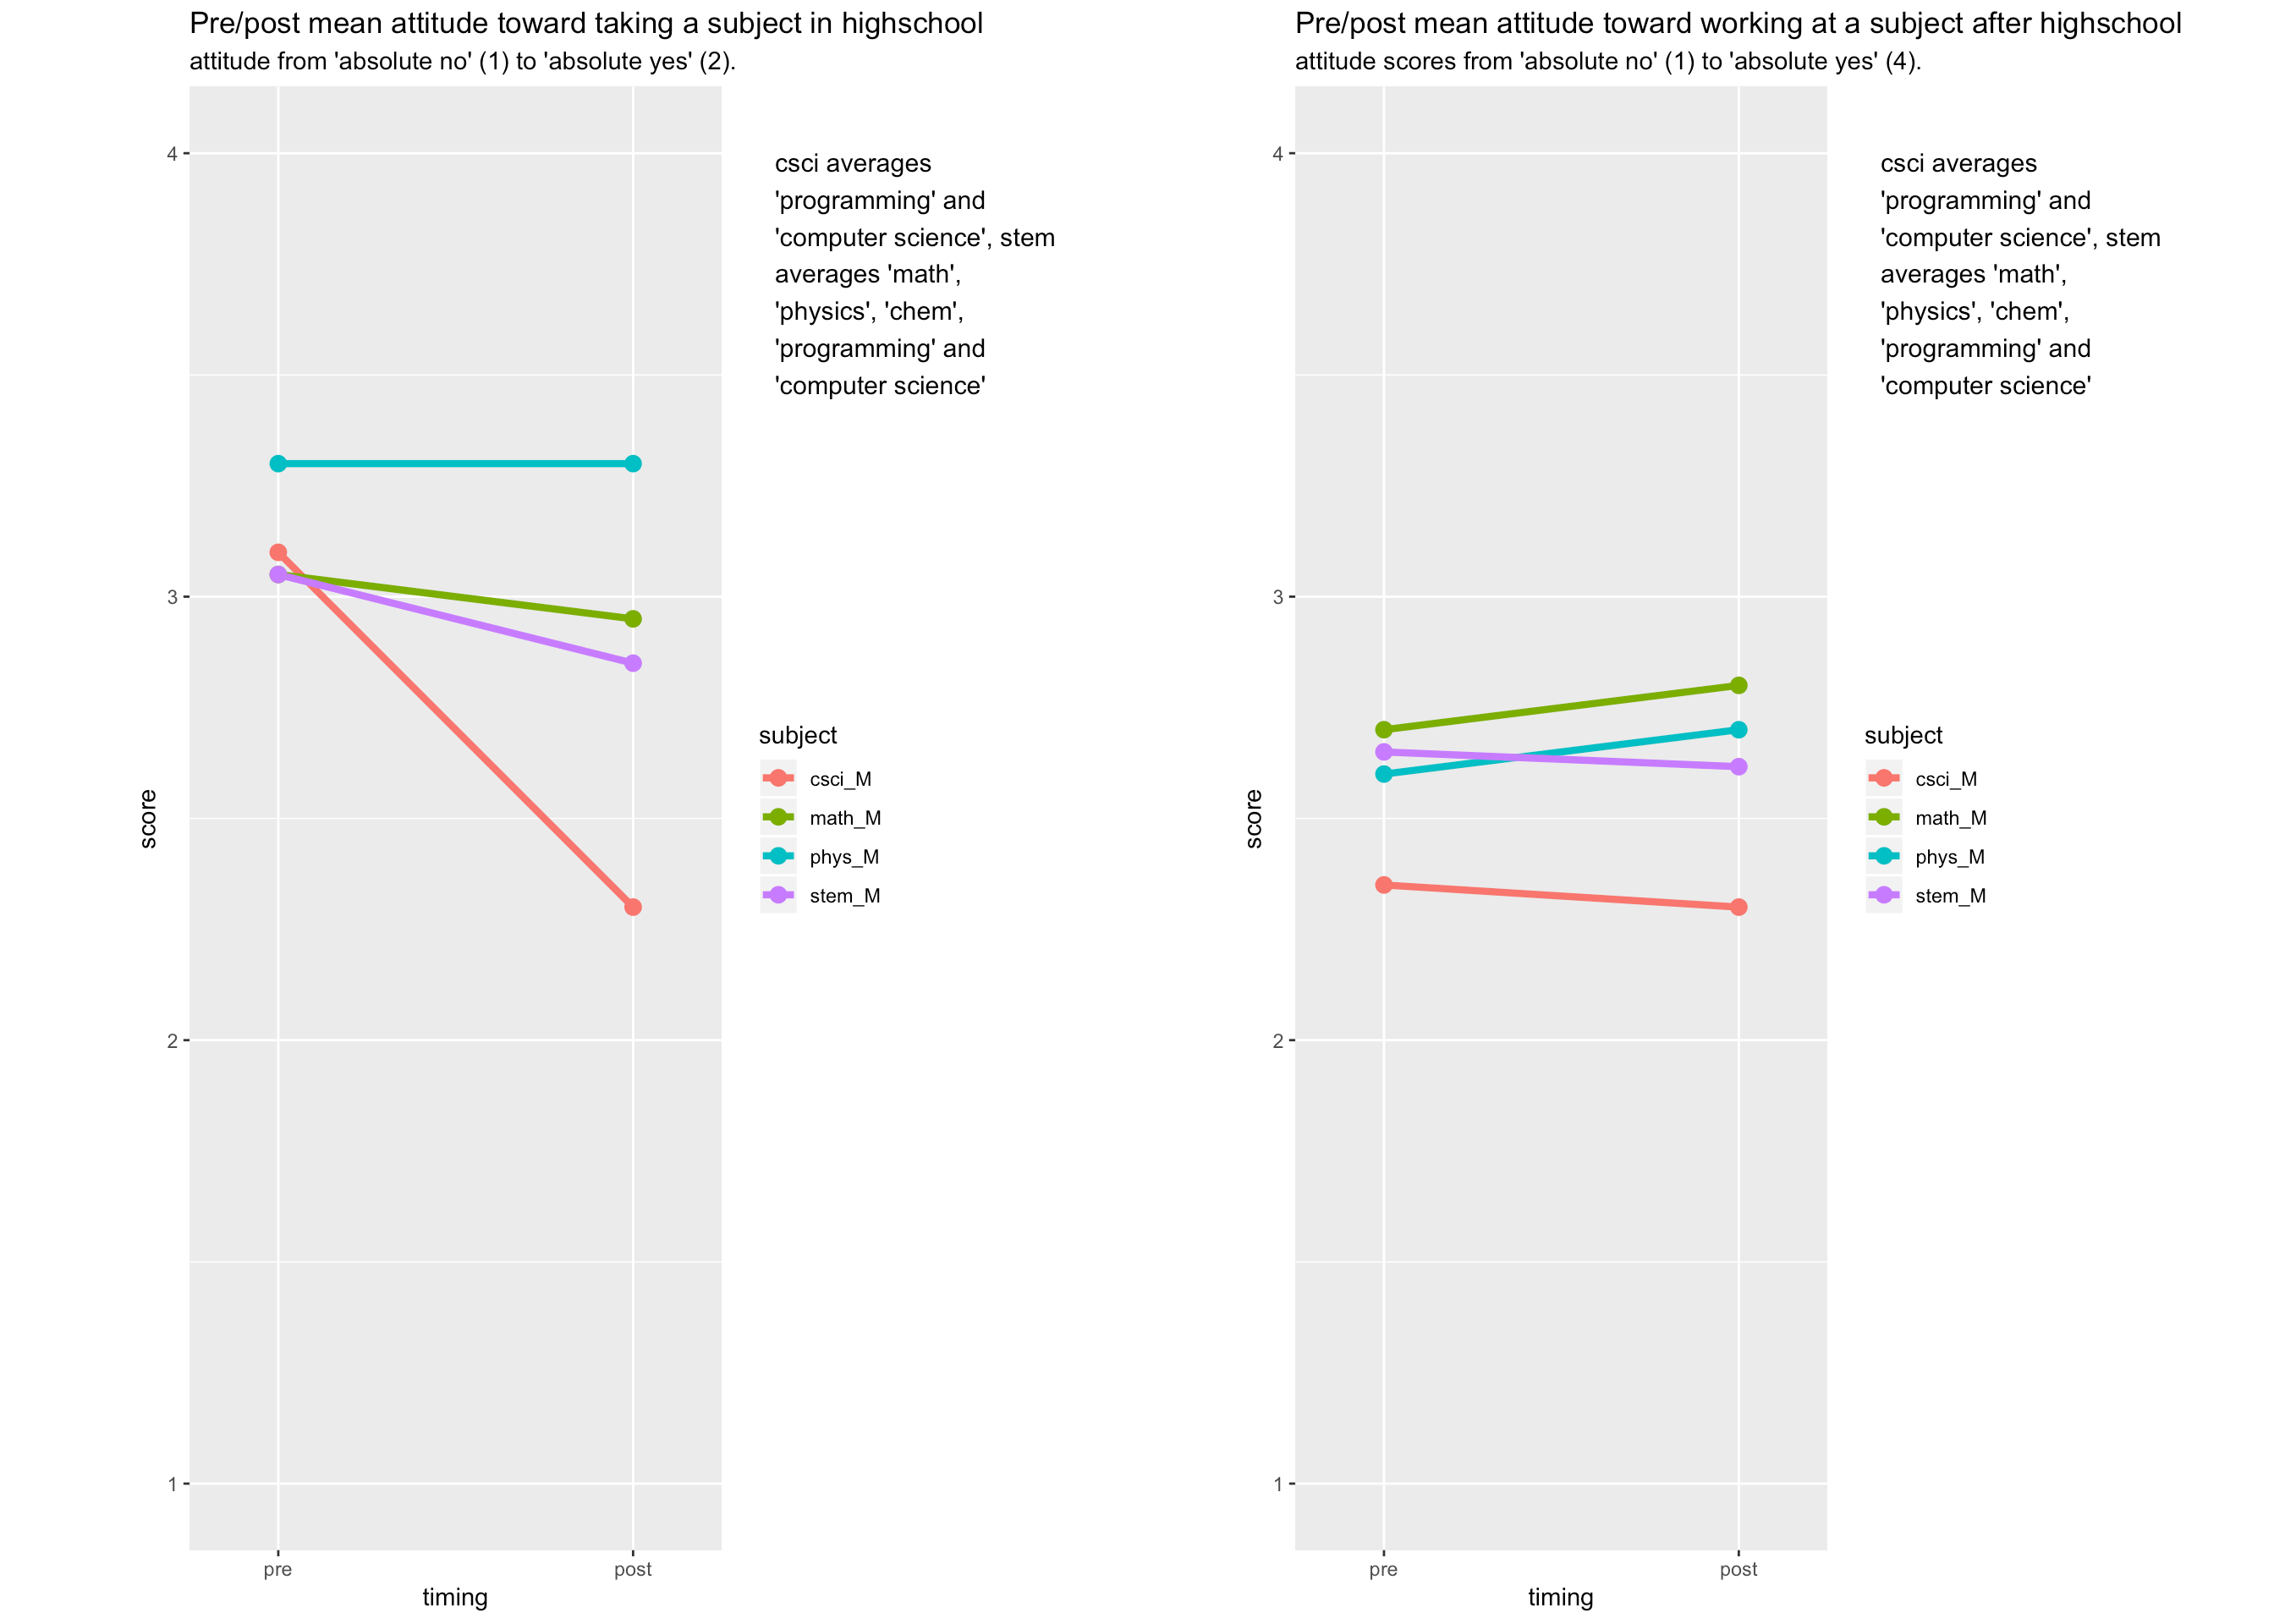 Pre/post mean attitude toward taking a subject in highschool
attitude from 'absolute no' (1) to 'absolute yes' (2).
4
3
2
1
score
pre
post
timing
csci averages
'programming' and
'computer science', stem
averages 'math',
'physics', 'chem',
'programming' and
'computer science'
subject
csci_M
math_M
phys_M
stem_M
Pre/post mean attitude toward working at a subject after highschool
attitude scores from 'absolute no' (1) to 'absolute yes' (4).
4
3
2
1
score
pre
post
timing
csci averages
'programming' and
'computer science', stem
averages 'math',
'physics', 'chem',
'programming' and
'computer science'
subject
csci_M
math_M
phys_M
stem_M